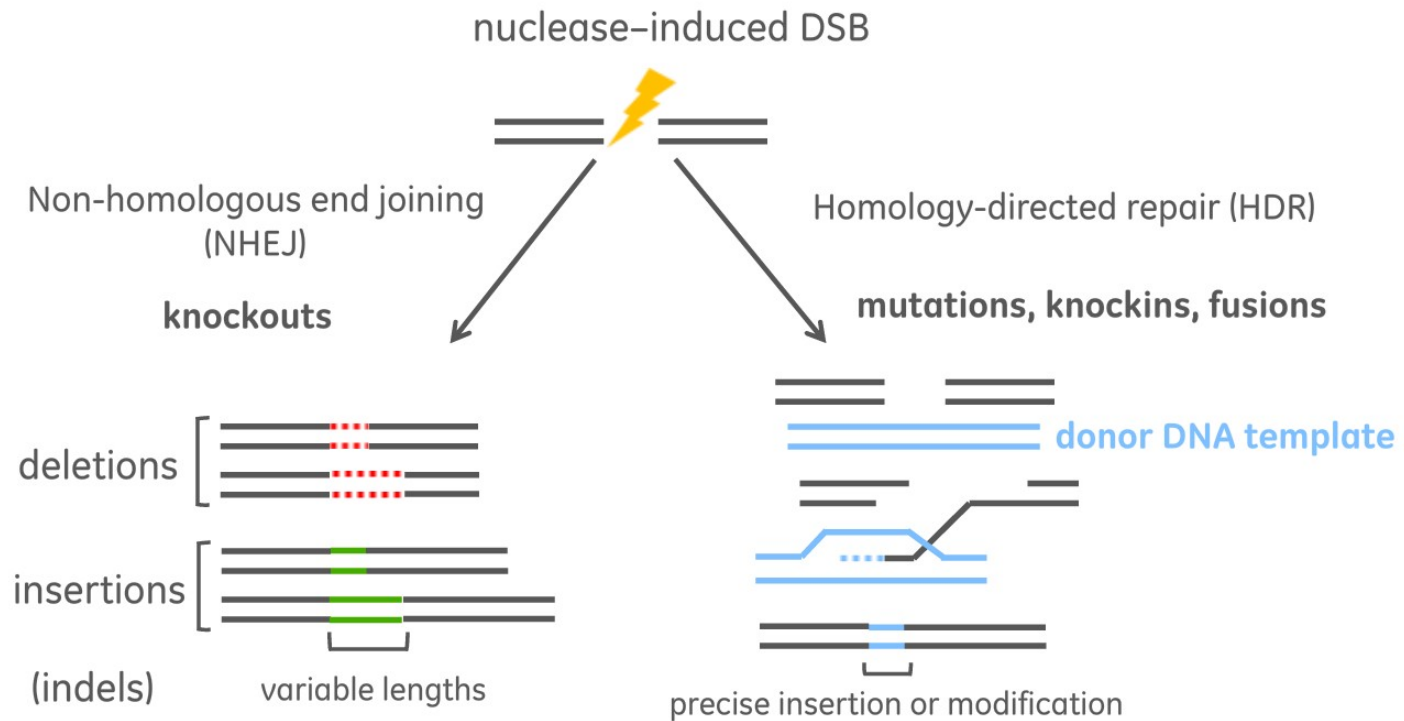 nuclease–induced DSB
Non-homologous end joining
(NHEJ)
knockouts
deletions
insertions
(indels)
variable lengths
Homology-directed repair (HDR)
mutations, knockins, fusions
donor DNA template
precise insertion or modification